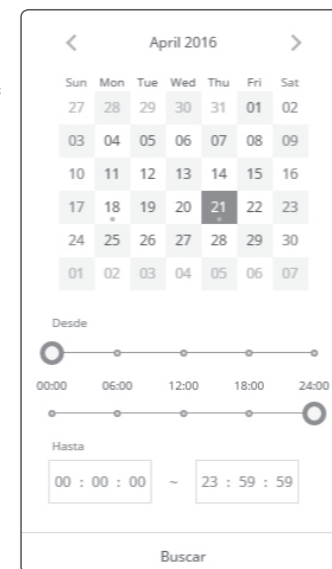 April 2016
Sun Mon Tue Wed Thu Fri Sat
27 28 29 30 31 01 02
03 04 05 06 07 08 09
10 11 12 13 14 15 16
17 18 19 20 21 22 23
24 25 26 27 28 29 30
01 02 03 04 05 06 07
Desde
00:00 06:00 12:00 18:00 24:00
Hasta
00 : 00 : 00 ~ 23 : 59 : 59
Buscar